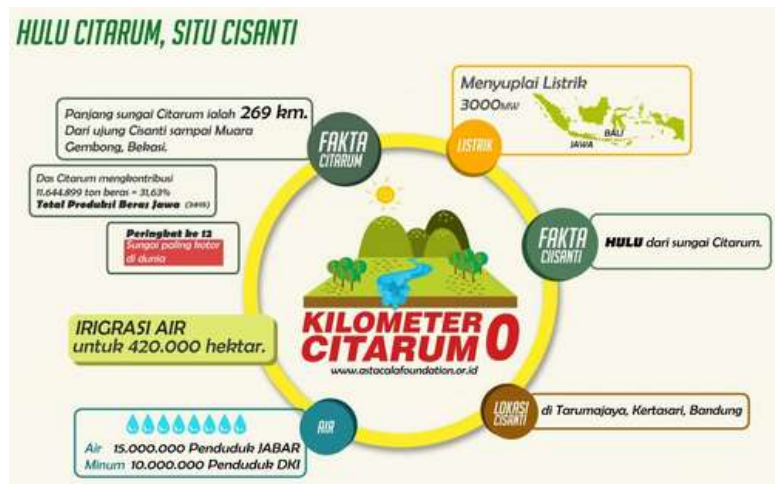 HULU CITARUM, SITU CISANTI
Panjang sungai Citarum ialah 269 km.
Dari ujung Cisanti sampai Muara
Gembong, Bekasi.
FAKTA
CITARUM
Menyuplai Listrik
3000MW
BALI
JAWA
LISTRIK
Das Citarum mengkontribusi
11.644.899 ton beras = 31,63%
Total Produksi Beras Jawa
Peringkat ke 12
Sungai paling kotor
di dunia
FAKTA
CIISANTI
HULU dari sungai Citarum.
IRIGRASI AIR
untuk 420.000 hektar.
KILOMETER 0
CITARUM
www.astacalafoundation.or.id
LOKASI
CISANTI
di Tarumajaya, Kertasari, Bandung
AIR
Air 15.000.000 Penduduk JABAR
Minum 10.000.000 Penduduk DKI